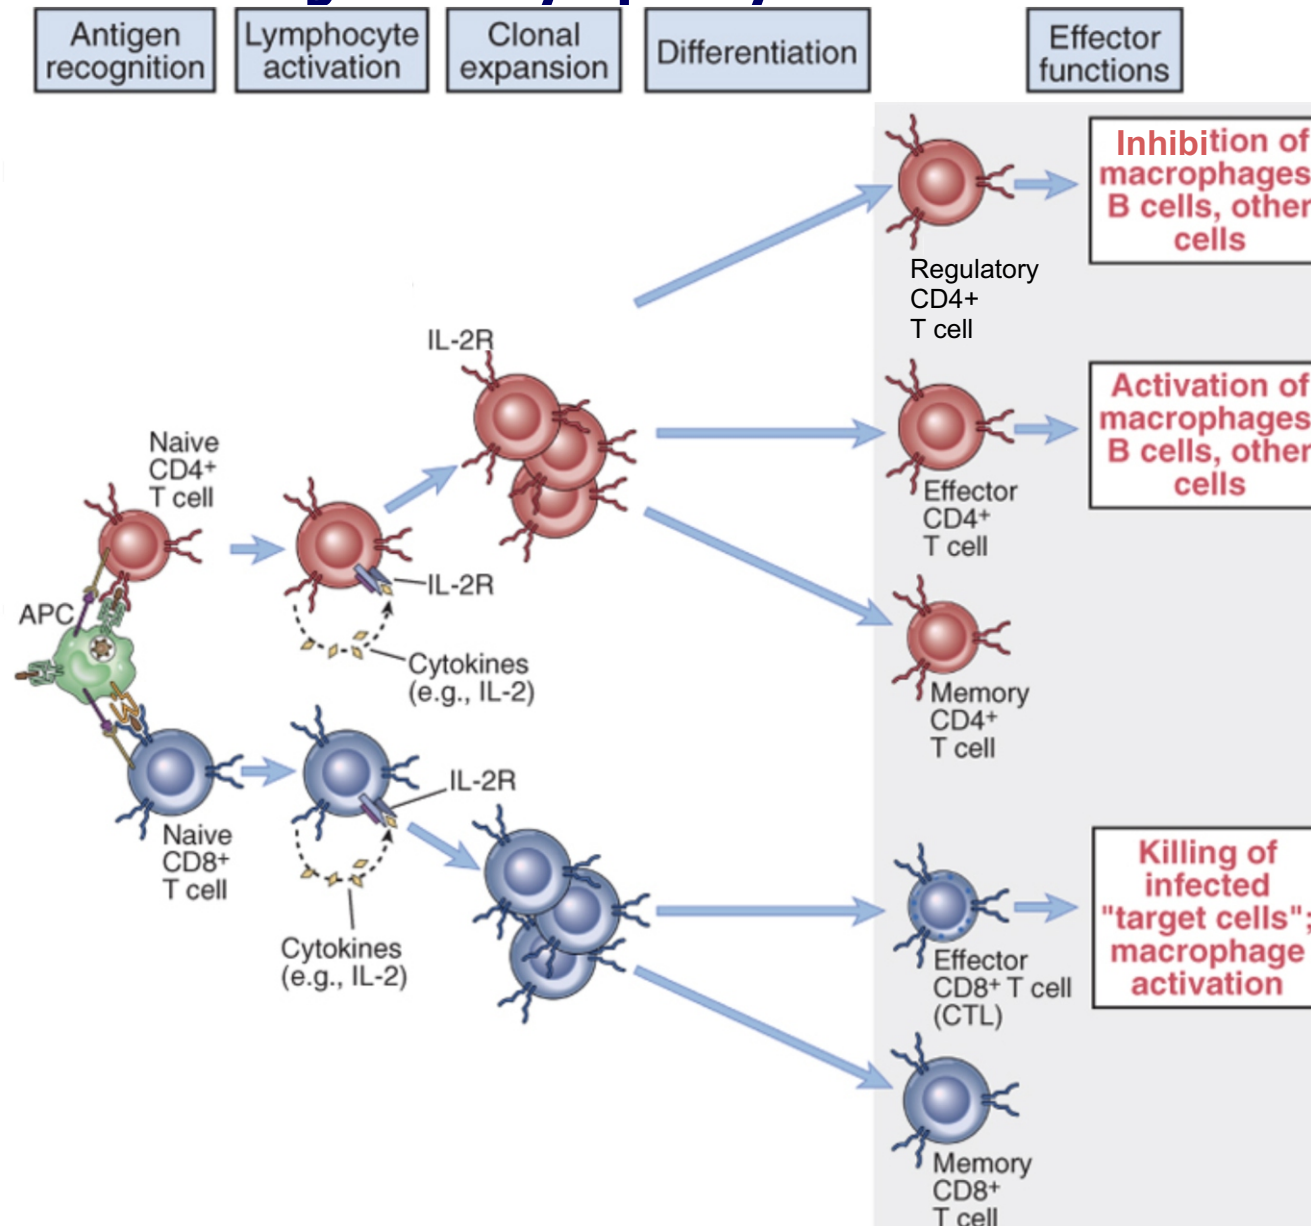 Antigen
recognition
Lymphocyte
activation
Clonal
expansion
Differentiation
Effector
functions
Inhibition of
macrophages
B cells, other
cells
Regulatory
CD4+
T cell
IL-2R
Activation of
macrophages
B cells, other
cells
Naive
CD4+
T cell
Effector
CD4+
T cell
IL-2R
APC
Cytokines
(e.g., IL-2)
Memory
CD4+
T cell
IL-2R
Naive
CD8+
T cell
Killing of
infected
"target cells";
macrophage
activation
Cytokines
(e.g., IL-2)
Effector
CD8+ T cell
(CTL)
Memory
CD8+
T cell